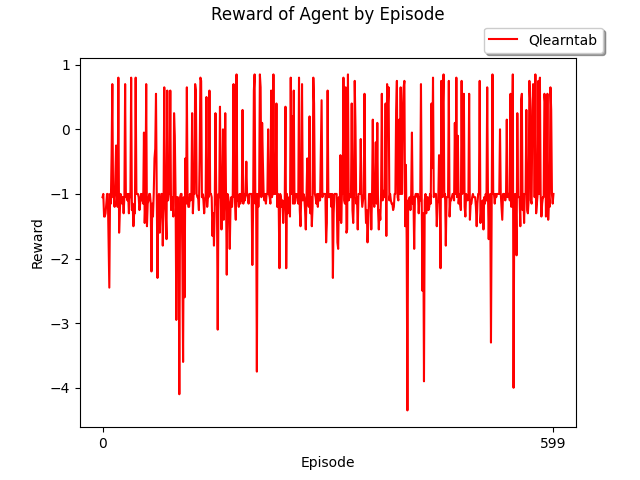 Reward of Agent by Episode
Qlearntab
1
0
−1
−2
−3
−4
Reward
0
599
Episode